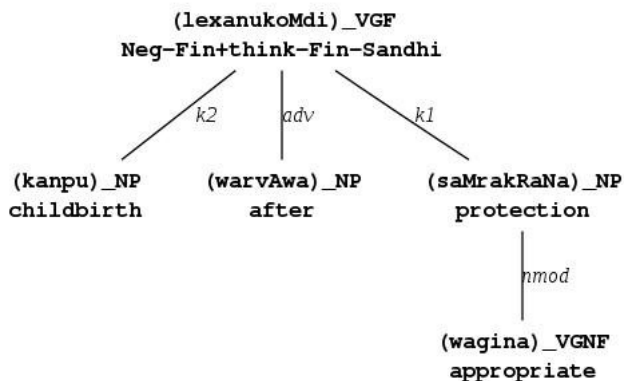 (lexanukoMdi)_VGF
Neg-Fin+think-Fin-Sandhi
k2 adv k1
(kanpu)_NP (warvAwa)_NP (saMrakRaNa)_NP
childbirth after protection
nmod
(wagina)_VGNF
appropriate